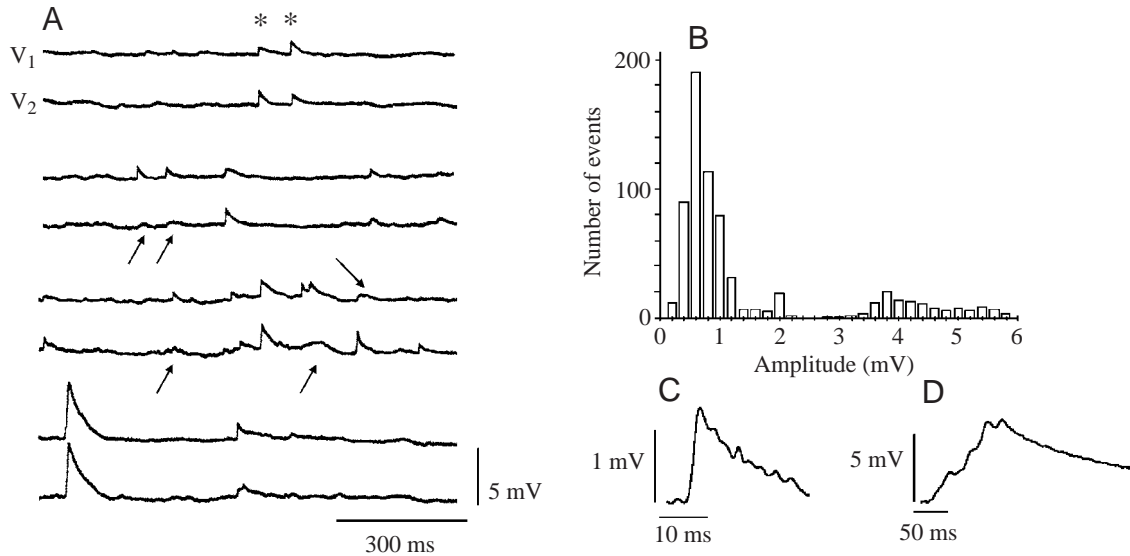 A
* *
V1
V2
5 mV
300 ms
B
Number of events
200
100
0
0 1 2 3 4 5 6
Amplitude (mV)
C
1 mV
10 ms
D
5 mV
50 ms